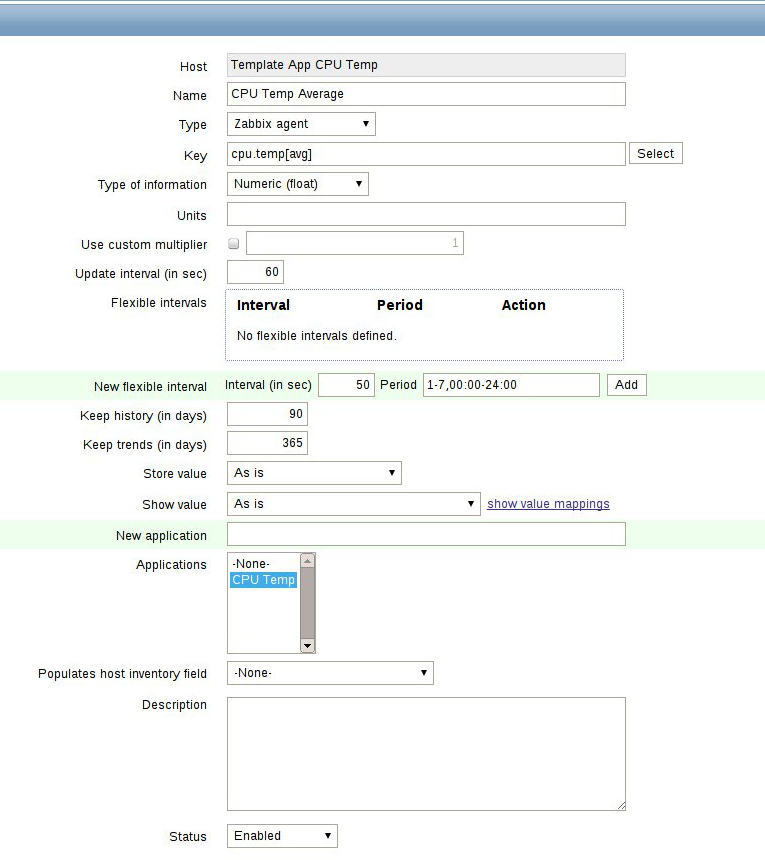 Host Template App CPU Temp
Name CPU Temp Average
Type Zabbix agent
Key cpu.temp[avg] Select
Type of information Numeric (float)
Units
Use custom multiplier 1
Update interval (in sec) 60
Flexible intervals Interval Period Action
No flexible intervals defined.
New flexible interval Interval (in sec) 50 Period 1-7,00:00-24:00 Add
Keep history (in days) 90
Keep trends (in days) 365
Store value As is
Show value As is show value mappings
New application
Applications -None-
CPU Temp
Populates host inventory field -None-
Description
Status Enabled